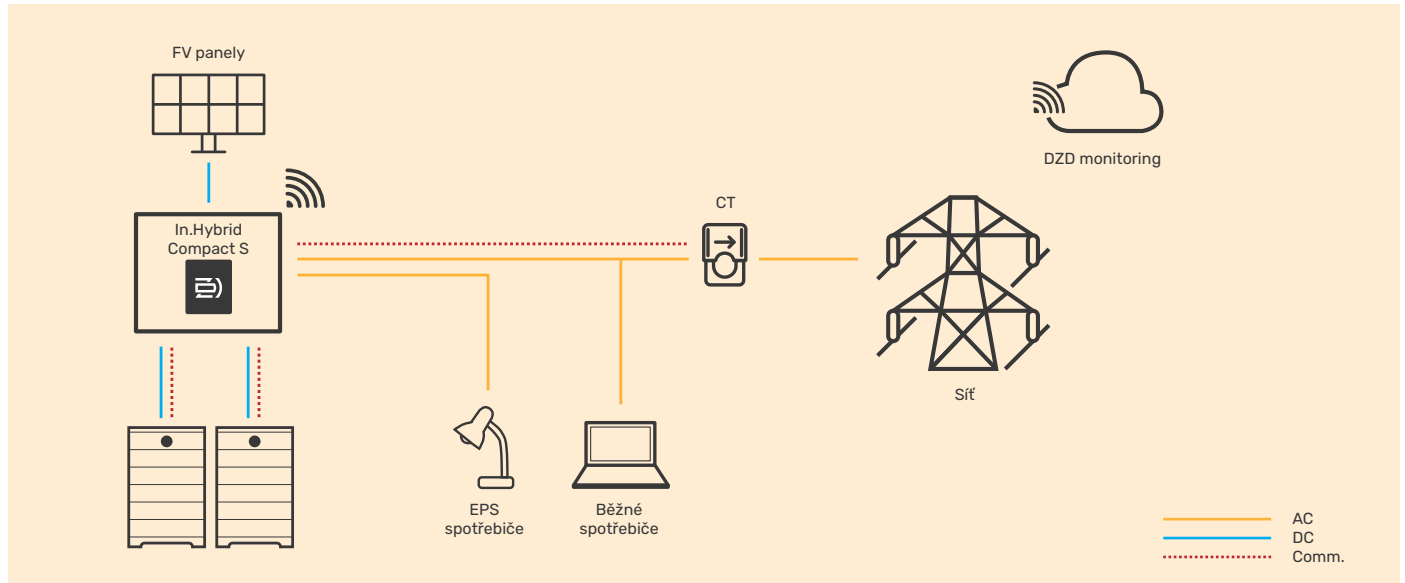 FV panely
DZD monitoring
In.Hybrid
Compact S
CT
Síť
EPS
spotřebiče
Běžné
spotřebiče
AC
DC
Comm.